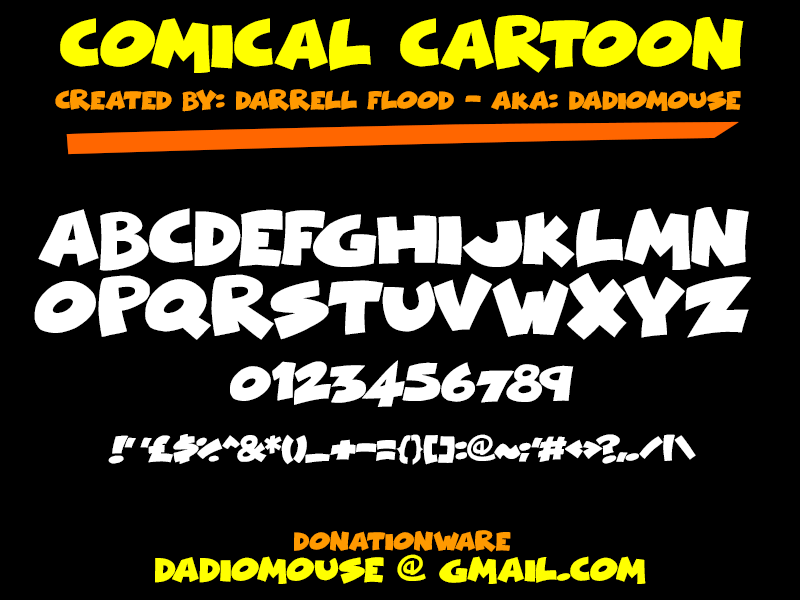 COMICAL CARTOON
CREATED BY: DARRELL FLOOD - AKA: DADIOMOUSE
ABCDEFGHIJKLMN
OPQRSTUVWXYZ
0123456789
!"'£$%^&*()_+-={}[]:@~;'#<>?,./|\
DONATIONWARE
DADIOMOUSE @ GMAIL.COM